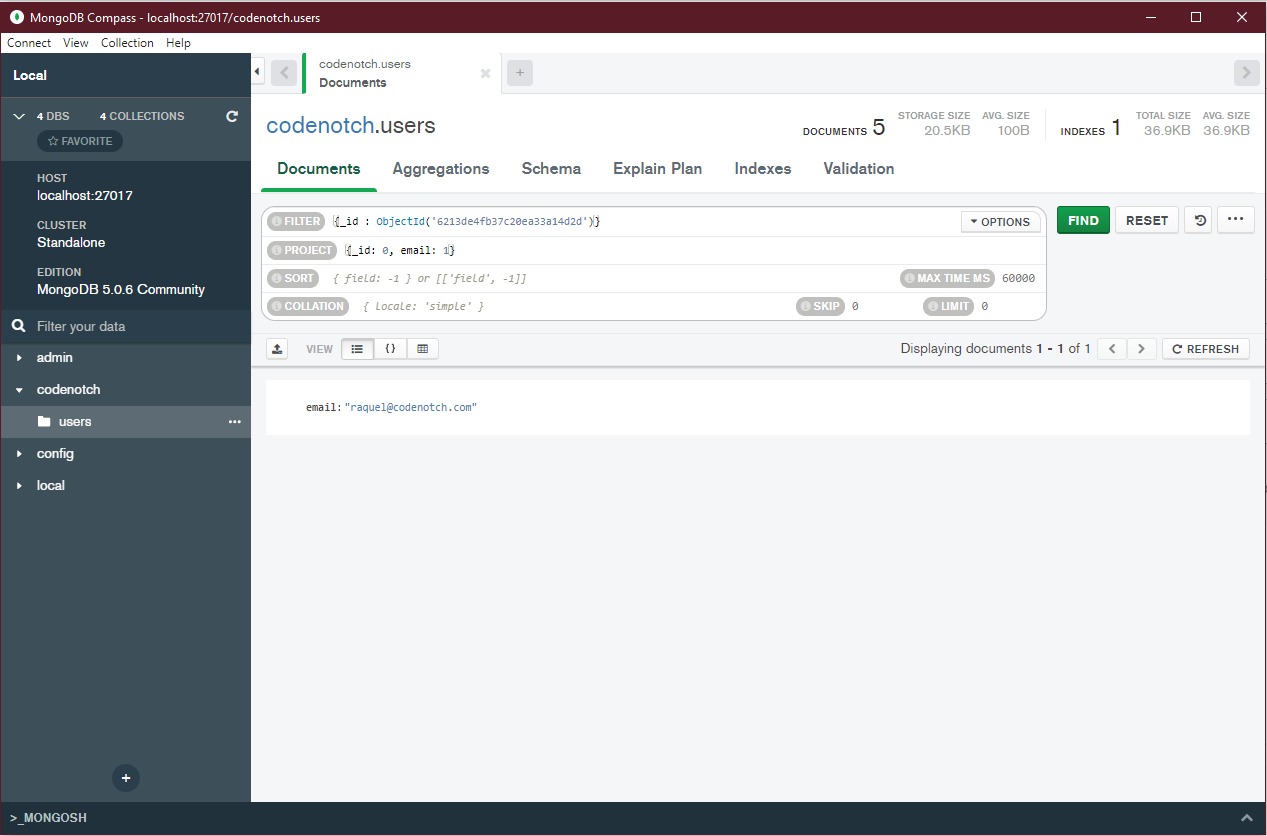 MongoDB Compass - localhost:27017/codenotch.users
Connect View Collection Help
Local
4 DBS 4 COLLECTIONS
FAVORITE
HOST
localhost:27017
CLUSTER
Standalone
EDITION
MongoDB 5.0.6 Community
Filter your data
admin
codenotch
users
config
local
>_MONGOSH
codenotch.users
Documents
codenotch.users
DOCUMENTS 5
STORAGE SIZE
20.5KB
AVG. SIZE
100B
INDEXES 1
TOTAL SIZE
36.9KB
AVG. SIZE
36.9KB
Documents Aggregations Schema Explain Plan Indexes Validation
FILTER {_id : ObjectId('6213de4fb37c20ea33a14d2d')} OPTIONS FIND RESET
PROJECT {_id: 0, email: 1}
SORT { field: -1 } or [['field', -1]] MAX TIME MS 60000
COLLATION { locale: 'simple' } SKIP 0 LIMIT 0
VIEW {} Displaying documents 1 - 1 of 1 REFRESH
email: "raquel@codenotch.com"